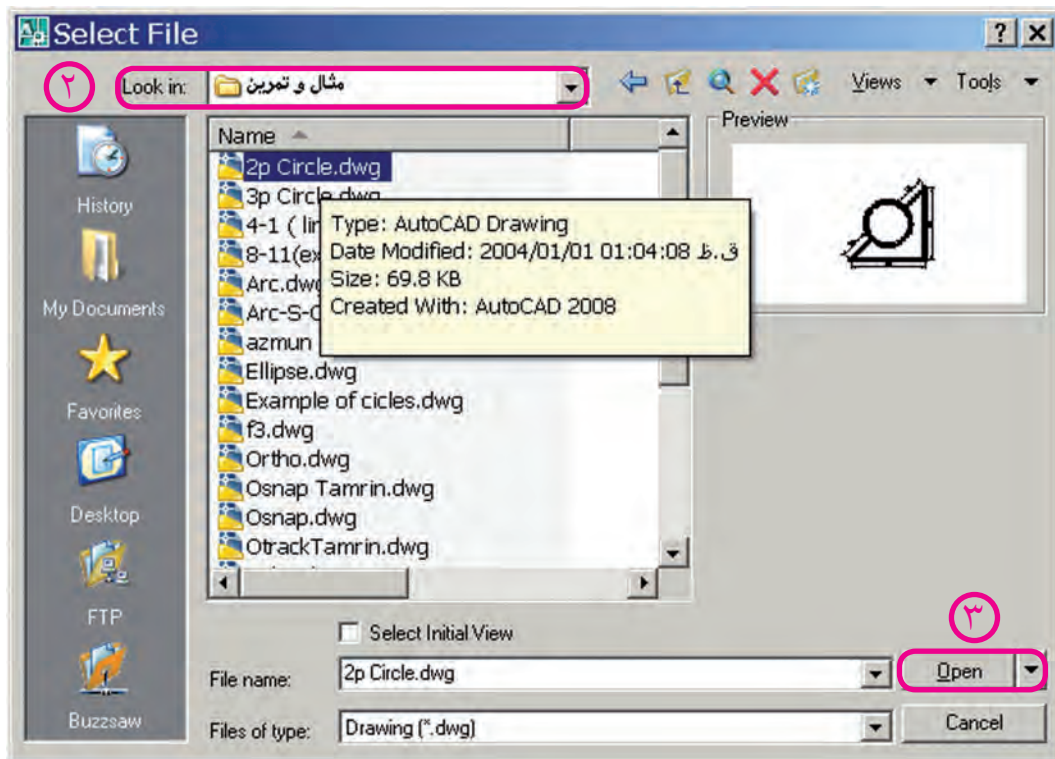 Select File
۲
Look in: مثال و تمرین
Views Tools
History
My Documents
Favorites
Desktop
FTP
Buzzsaw
Name
2p Circle.dwg
3p Circle.dwg
4-1 ( lin
8-11(ex
Arc.dw
Arc-S-C
azmun
Ellipse.dwg
Example of cicles.dwg
f3.dwg
Ortho.dwg
Osnap Tamrin.dwg
Osnap.dwg
OtrackTamrin.dwg
Type: AutoCAD Drawing
Date Modified: 2004/01/01 01:04:08 ق.ظ
Size: 69.8 KB
Created With: AutoCAD 2008
Preview
Select Initial View
File name: 2p Circle.dwg
۳
Open
Files of type: Drawing (*.dwg)
Cancel